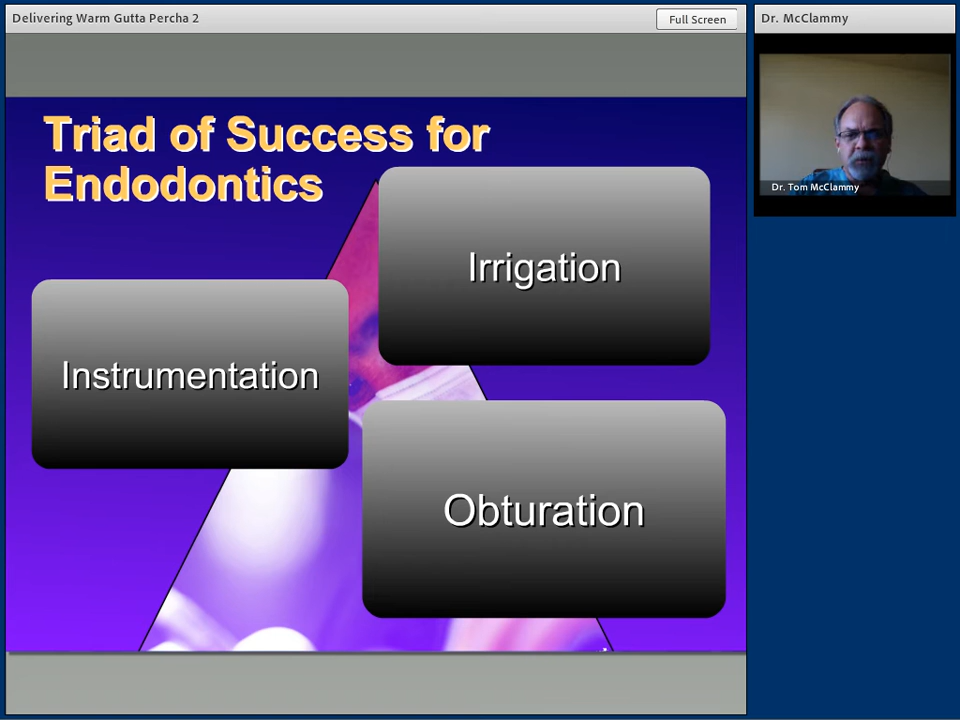 Delivering Warm Gutta Percha 2
Full Screen
Dr. McClammy
Triad of Success for
Endodontics
Irrigation
Instrumentation
Obturation
Dr. Tom McClammy